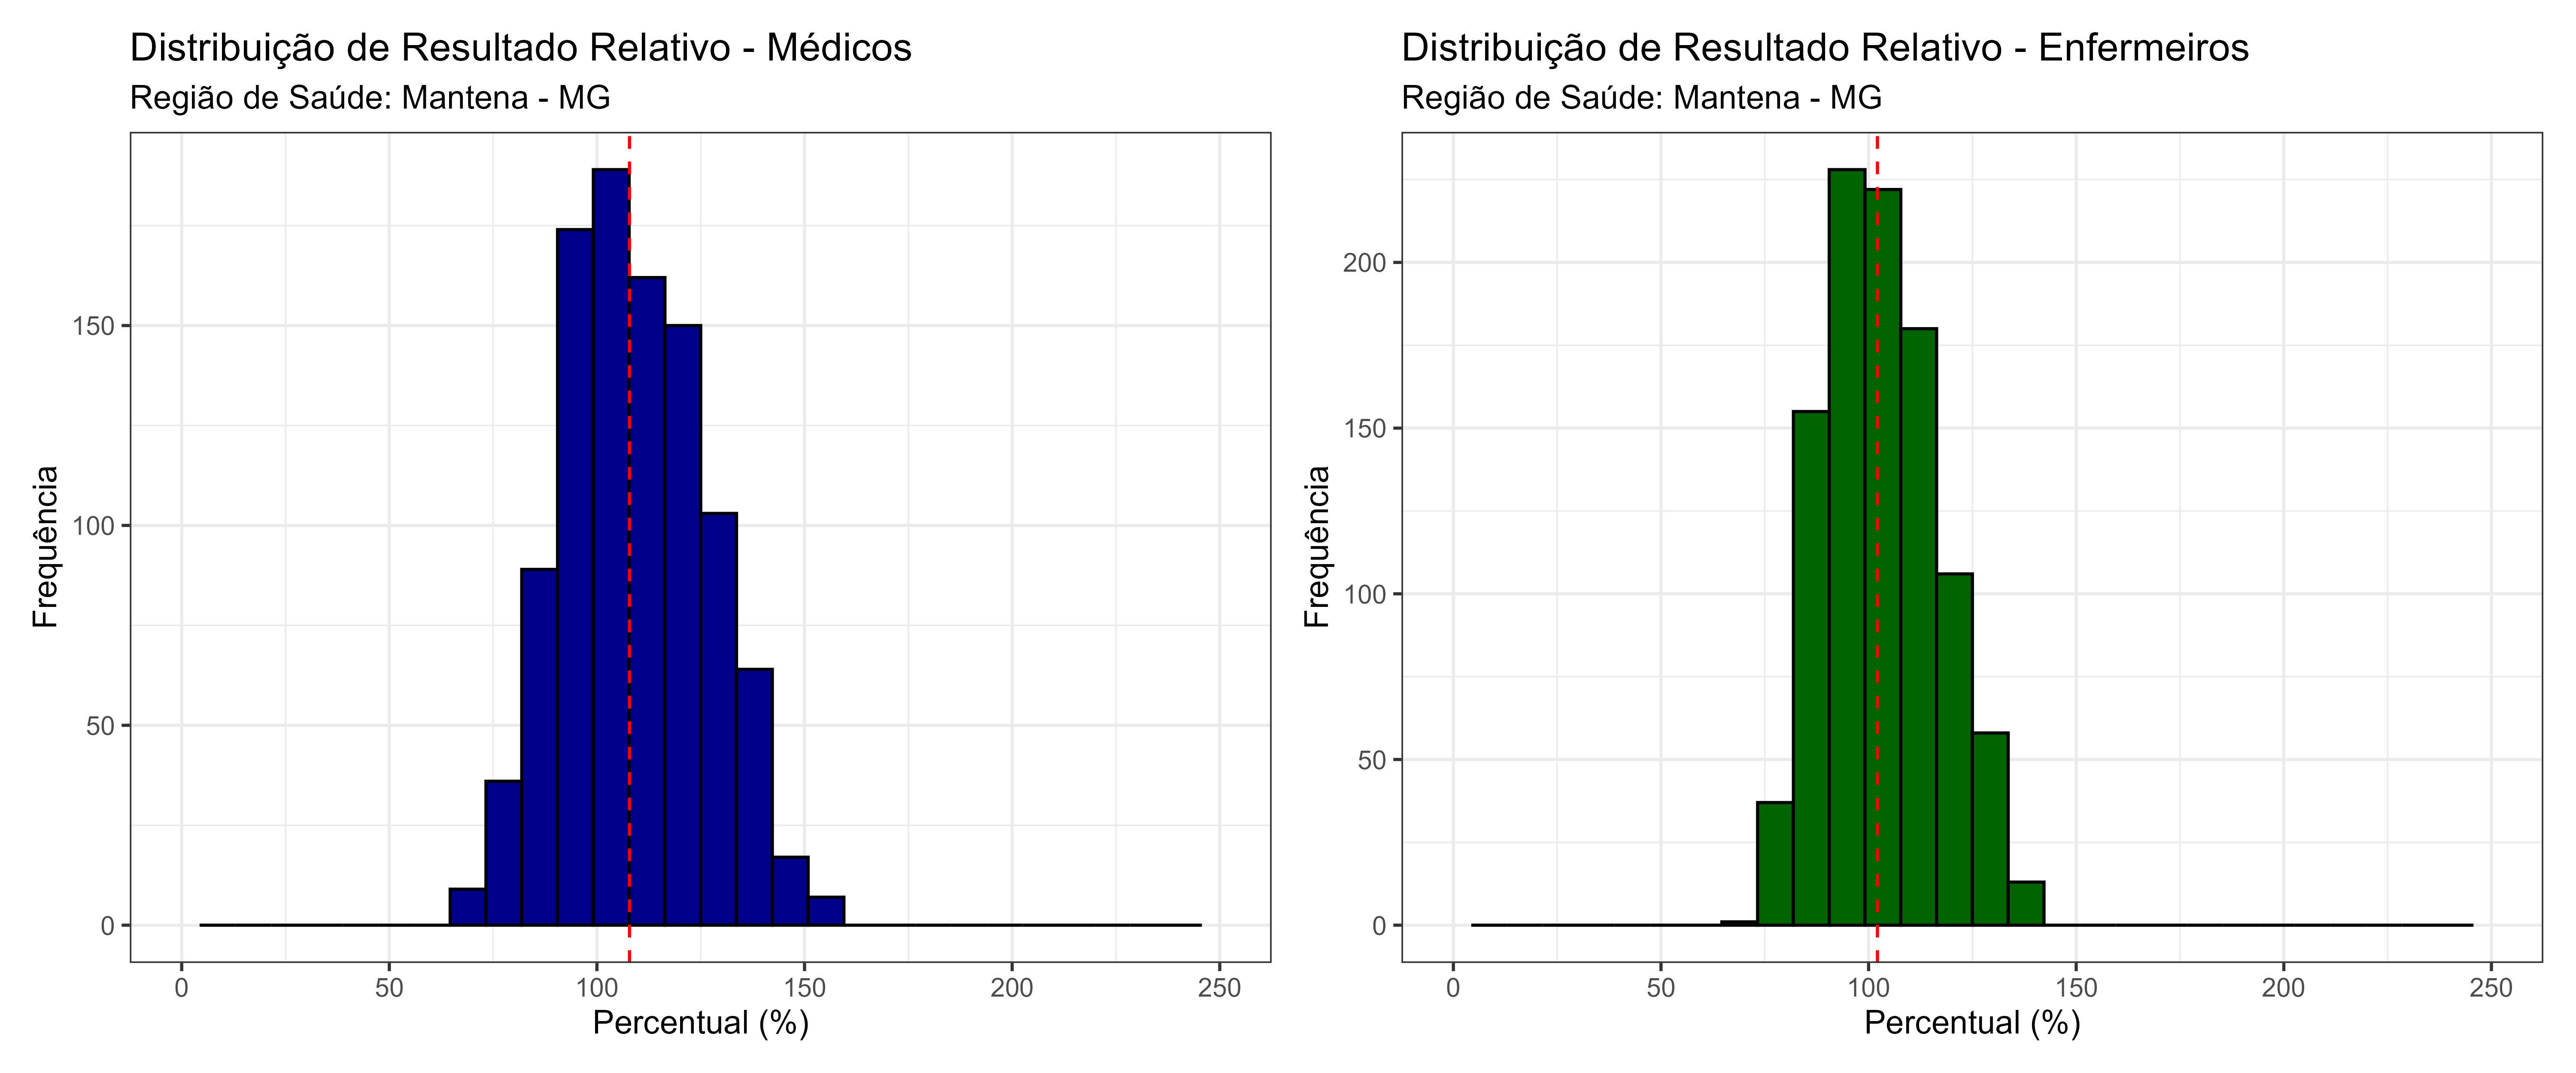 Distribuição de Resultado Relativo - Médicos
Região de Saúde: Mantena - MG
150
100
50
0
Frequência
0 50 100 150 200 250
Percentual (%)
Distribuição de Resultado Relativo - Enfermeiros
Região de Saúde: Mantena - MG
200
150
100
50
0
Frequência
0 50 100 150 200 250
Percentual (%)